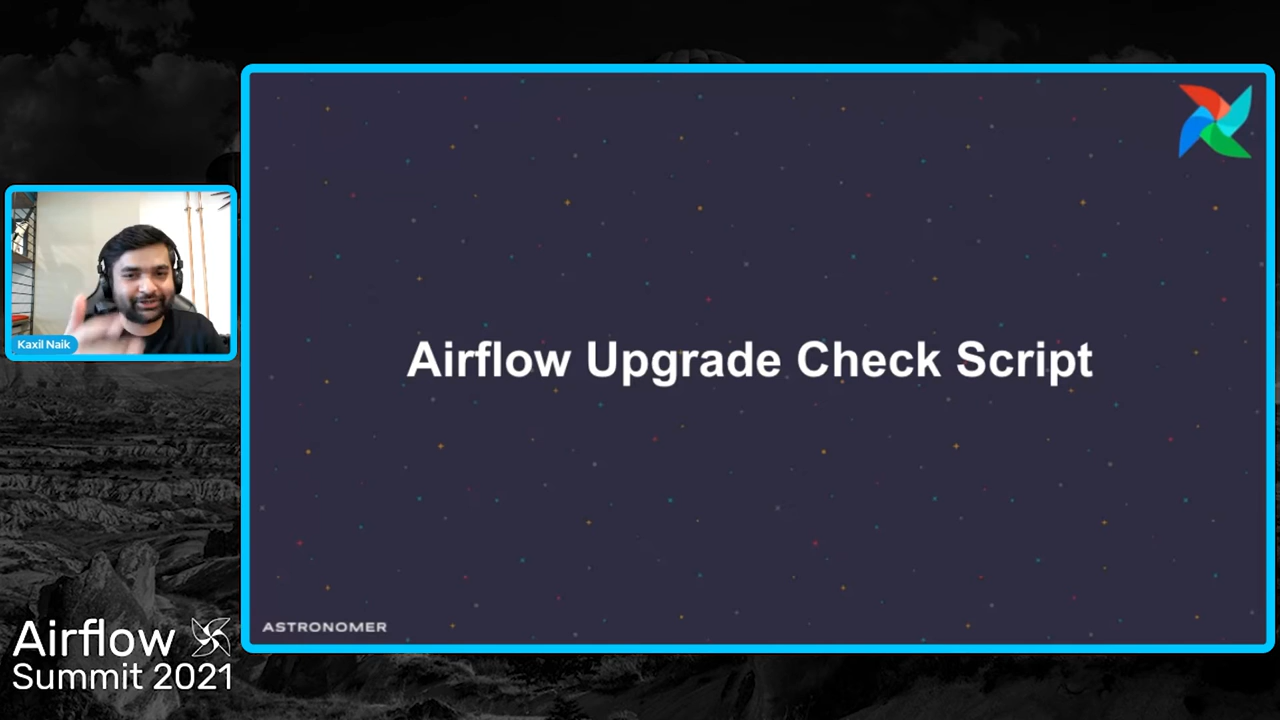 Airflow Upgrade Check Script
Kaxil Naik
ASTRONOMER
Airflow
Summit 2021